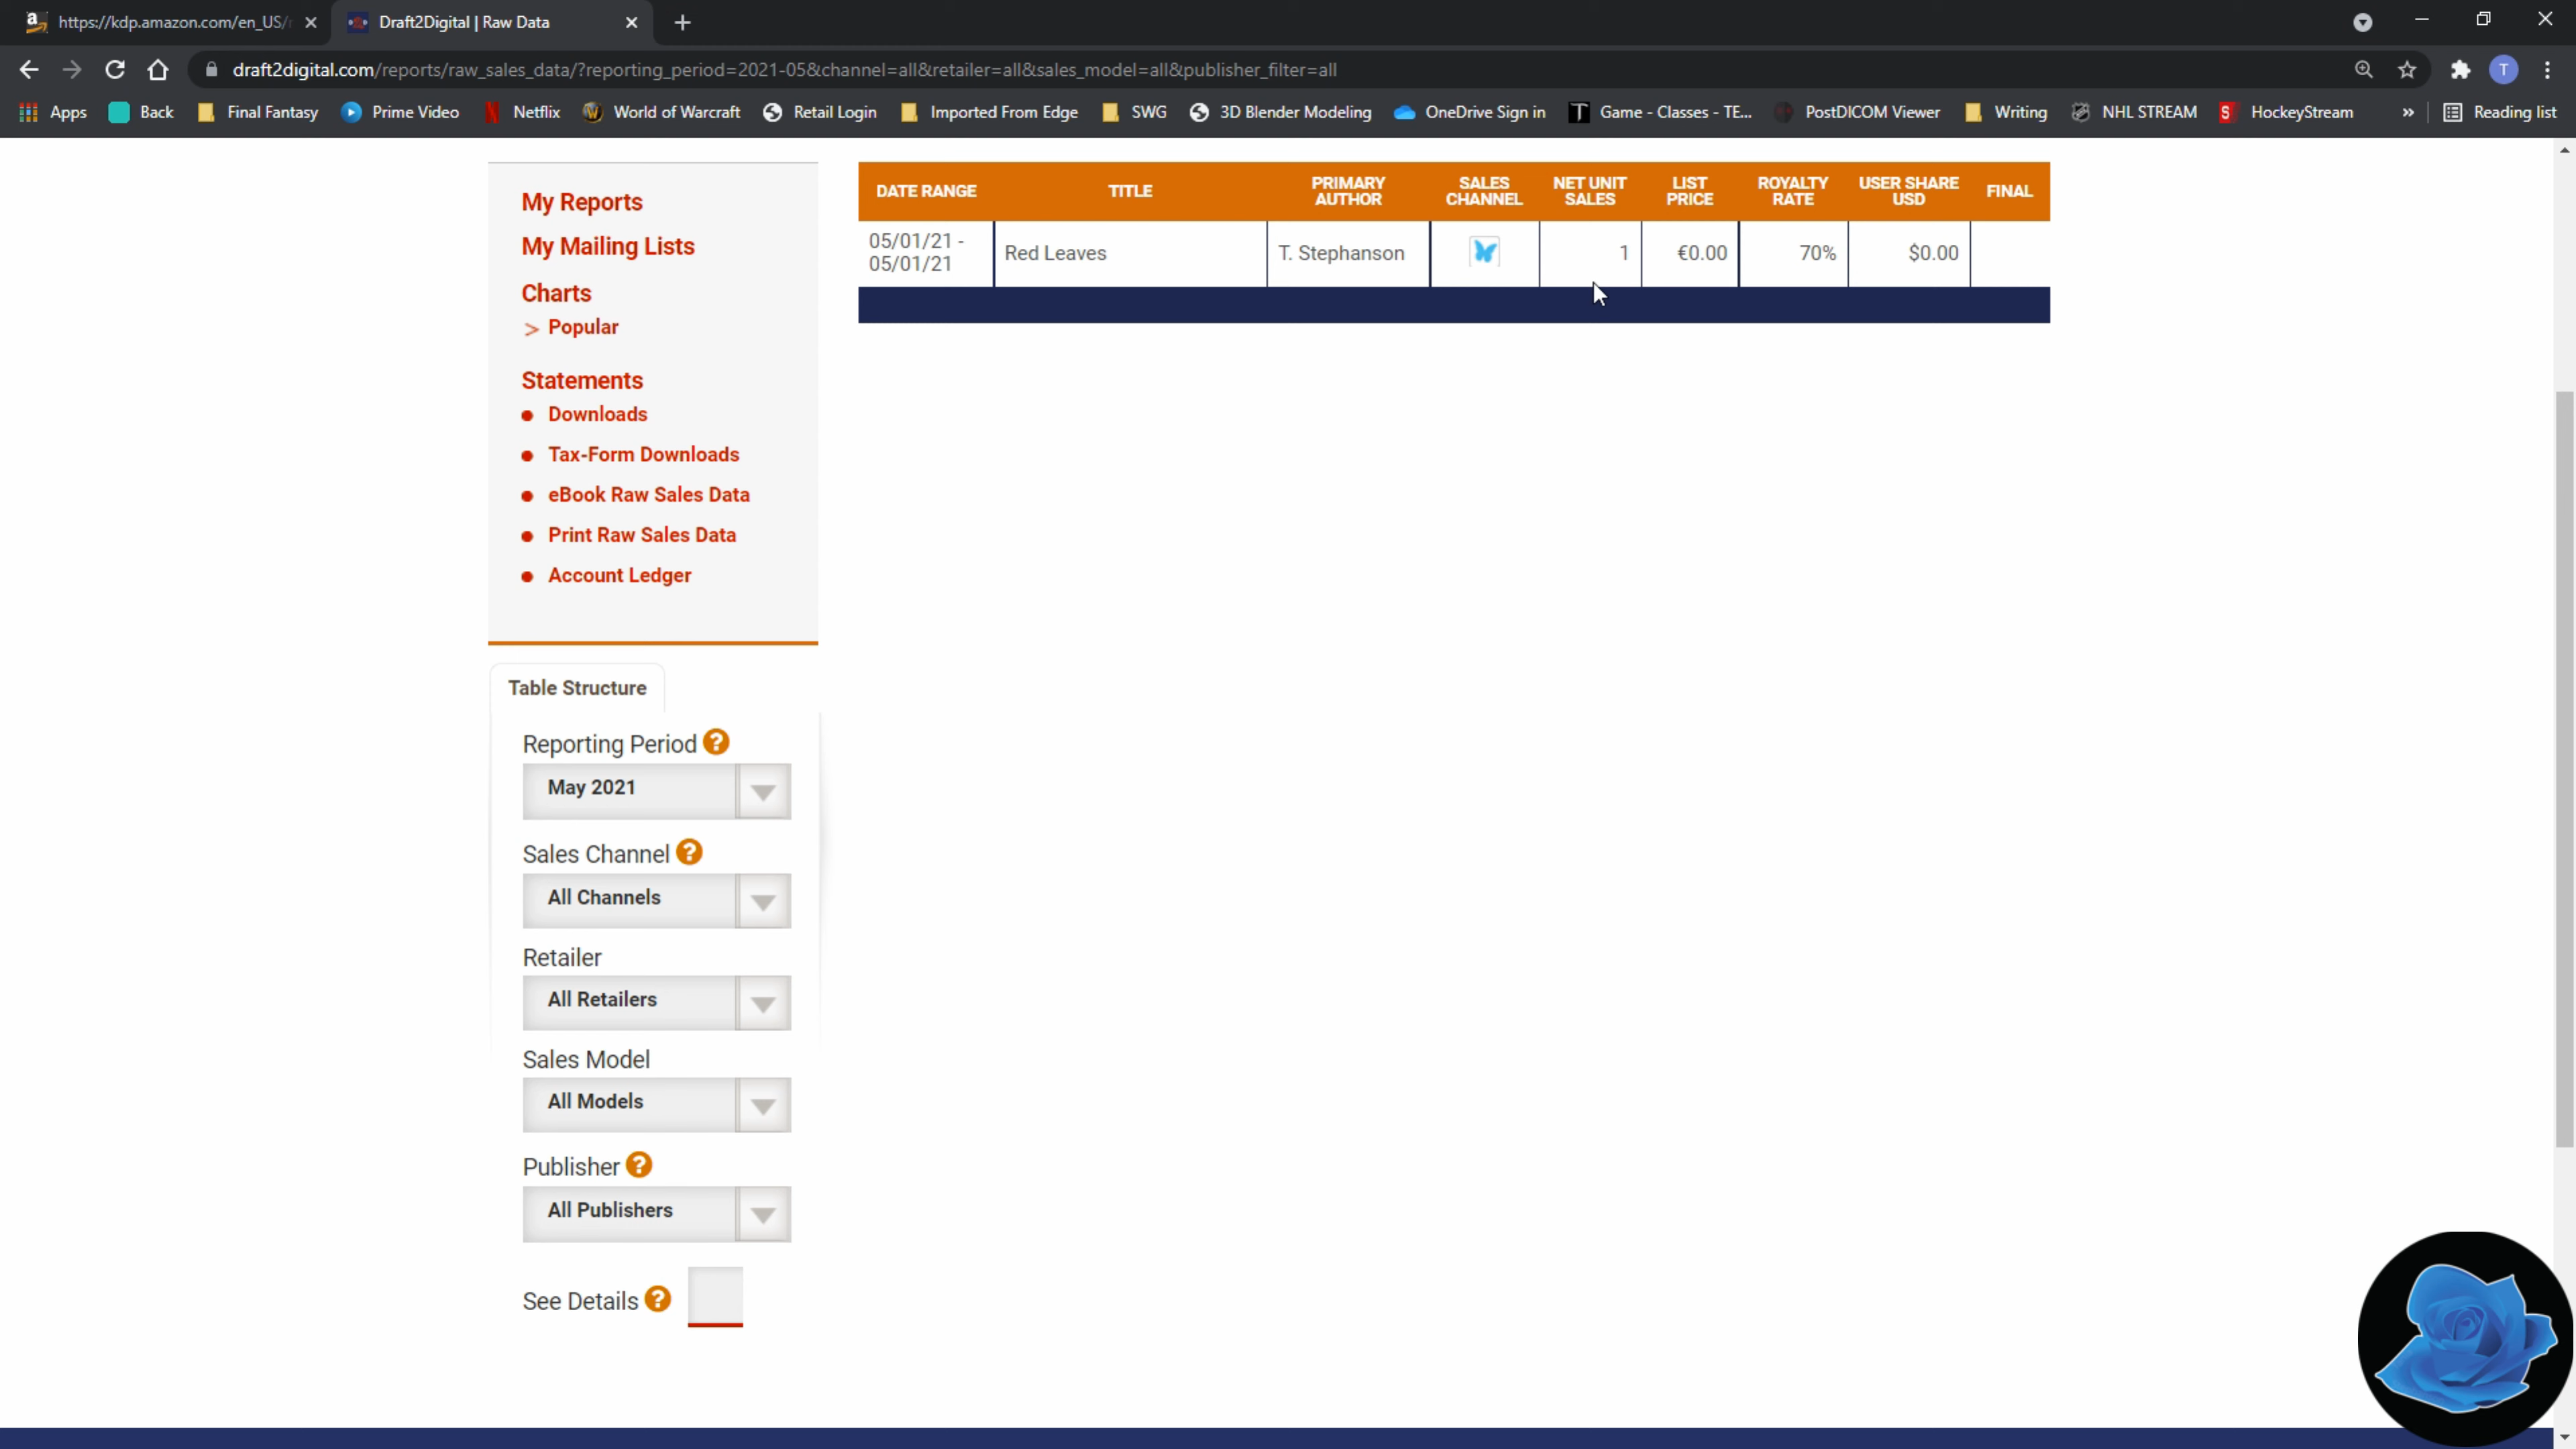 https://kdp.amazon.com/en_US/
Draft2Digital | Raw Data
draft2digital.com/reports/raw_sales_data/?reporting_period=2021-05&channel=all&retailer=all&sales_model=all&publisher_filter=all
T
Apps
Back
Final Fantasy
Prime Video
Netflix
World of Warcraft
Retail Login
Imported From Edge
SWG
3D Blender Modeling
OneDrive Sign in
Game - Classes - TE...
PostDICOM Viewer
Writing
NHL STREAM
HockeyStream
»
Reading list
My Reports
My Mailing Lists
Charts
> Popular
Statements
Downloads
Tax-Form Downloads
eBook Raw Sales Data
Print Raw Sales Data
Account Ledger
DATE RANGE TITLE PRIMARY AUTHOR SALES CHANNEL NET UNIT SALES LIST PRICE ROYALTY RATE USER SHARE USD FINAL
05/01/21 - 05/01/21 Red Leaves T. Stephanson 1 €0.00 70% $0.00
Table Structure
Reporting Period ?
May 2021
Sales Channel ?
All Channels
Retailer
All Retailers
Sales Model
All Models
Publisher ?
All Publishers
See Details ?